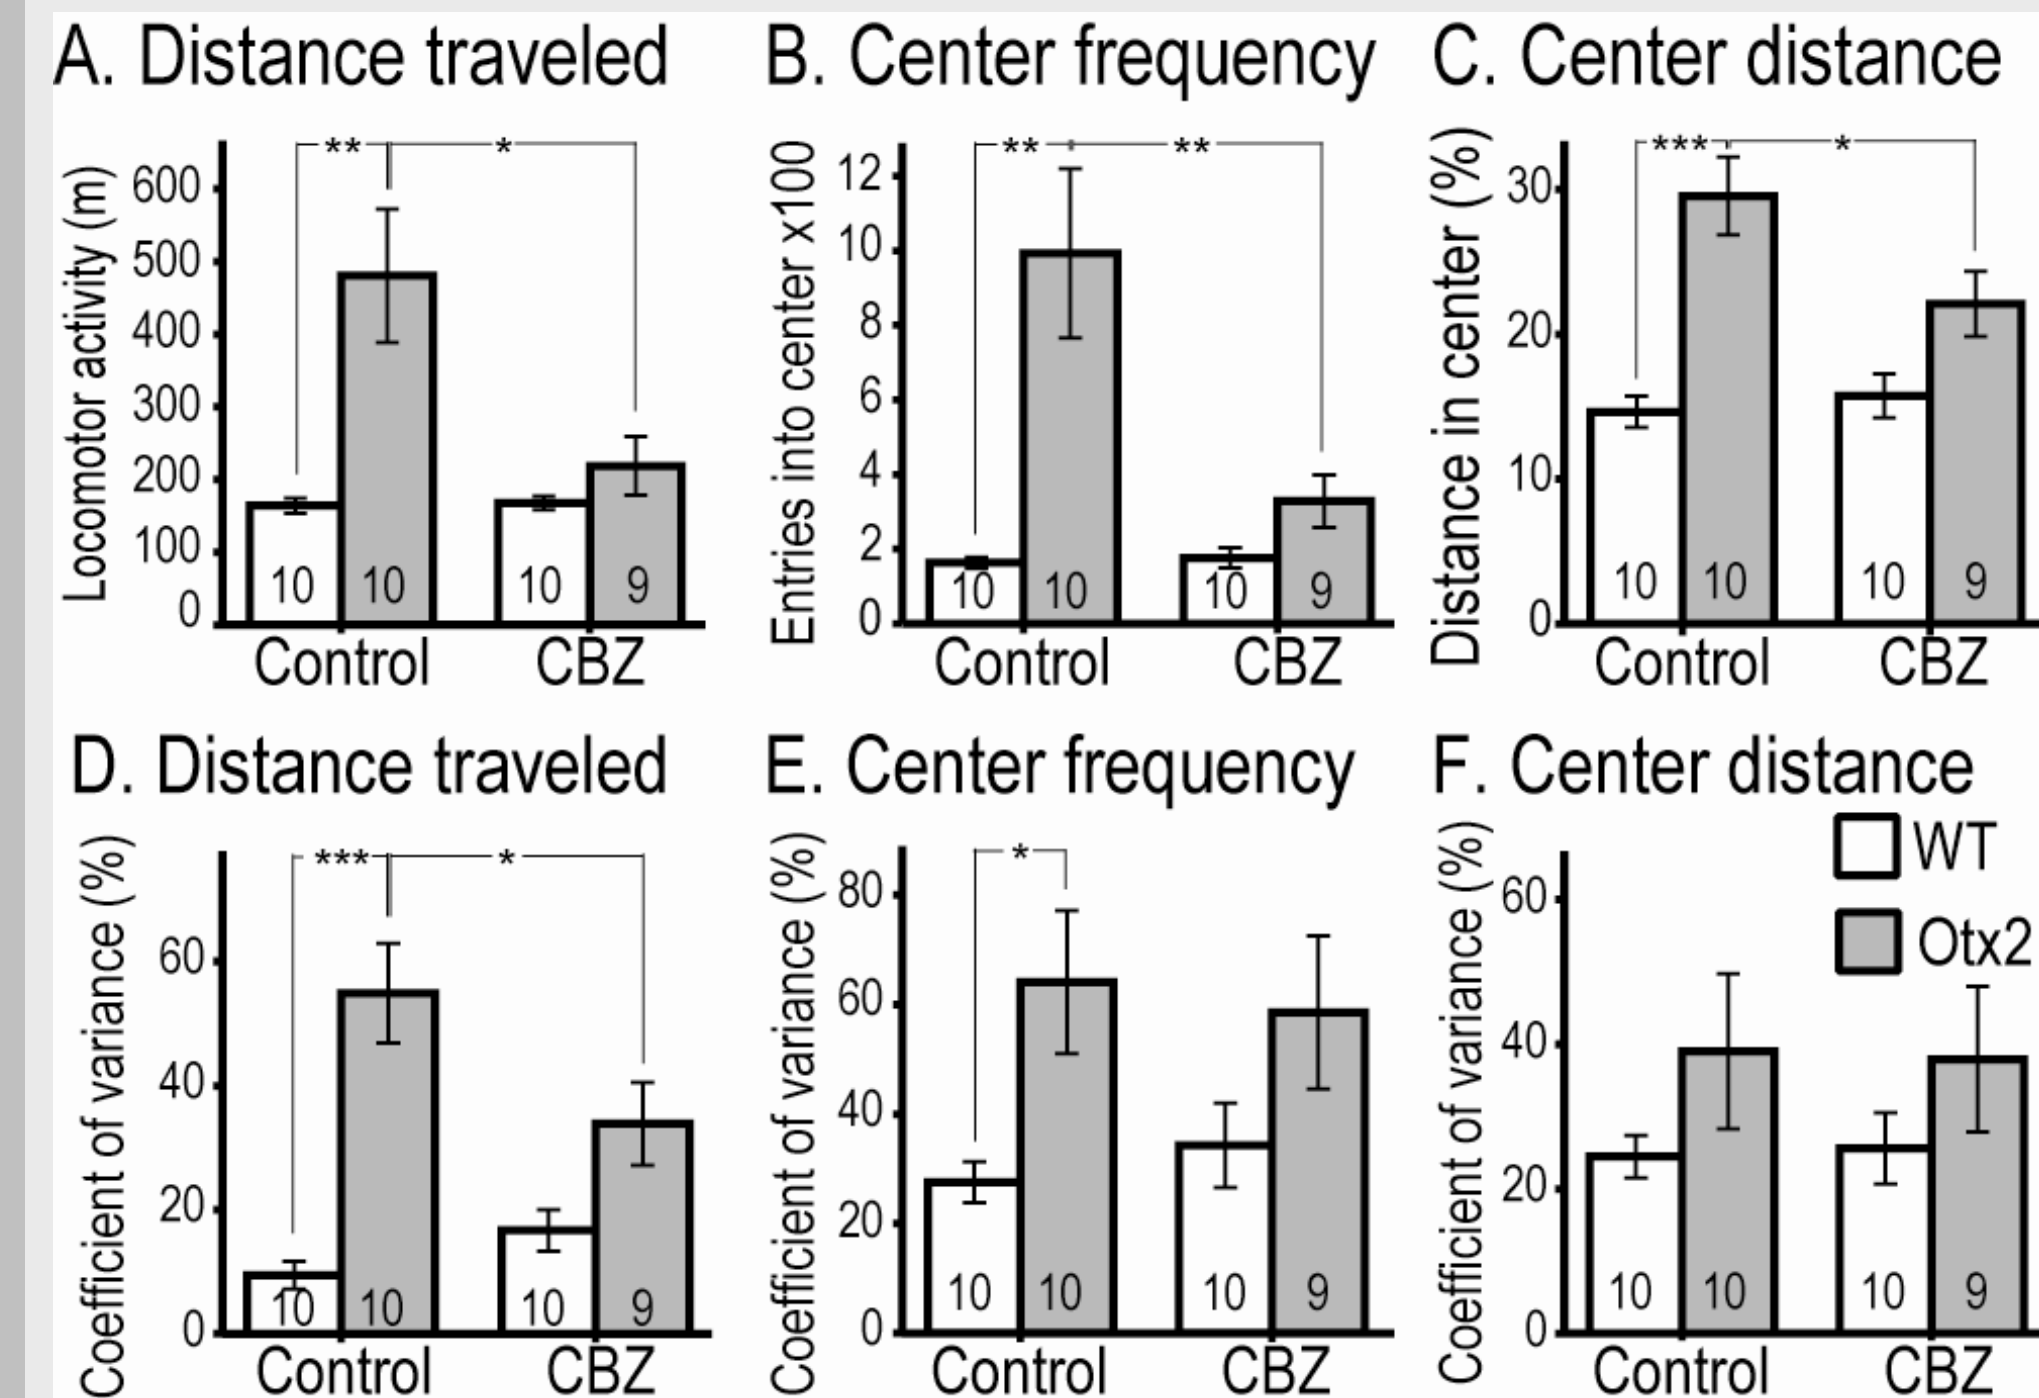 A. Distance traveled
Locomotor activity (m)
600
500
400
300
200
100
0
**
*
10
10
10
9
Control
CBZ
B. Center frequency
Entries into center x100
12
10
8
6
4
2
0
**
**
10
10
10
9
Control
CBZ
C. Center distance
Distance in center (%)
30
20
10
0
***
*
10
10
10
9
Control
CBZ
D. Distance traveled
Coefficient of variance (%)
60
40
20
0
***
*
10
10
10
9
Control
CBZ
E. Center frequency
Coefficient of variance (%)
80
60
40
20
0
*
10
10
10
9
Control
CBZ
F. Center distance
Coefficient of variance (%)
60
40
20
0
WT
Otx2
10
10
10
9
Control
CBZ